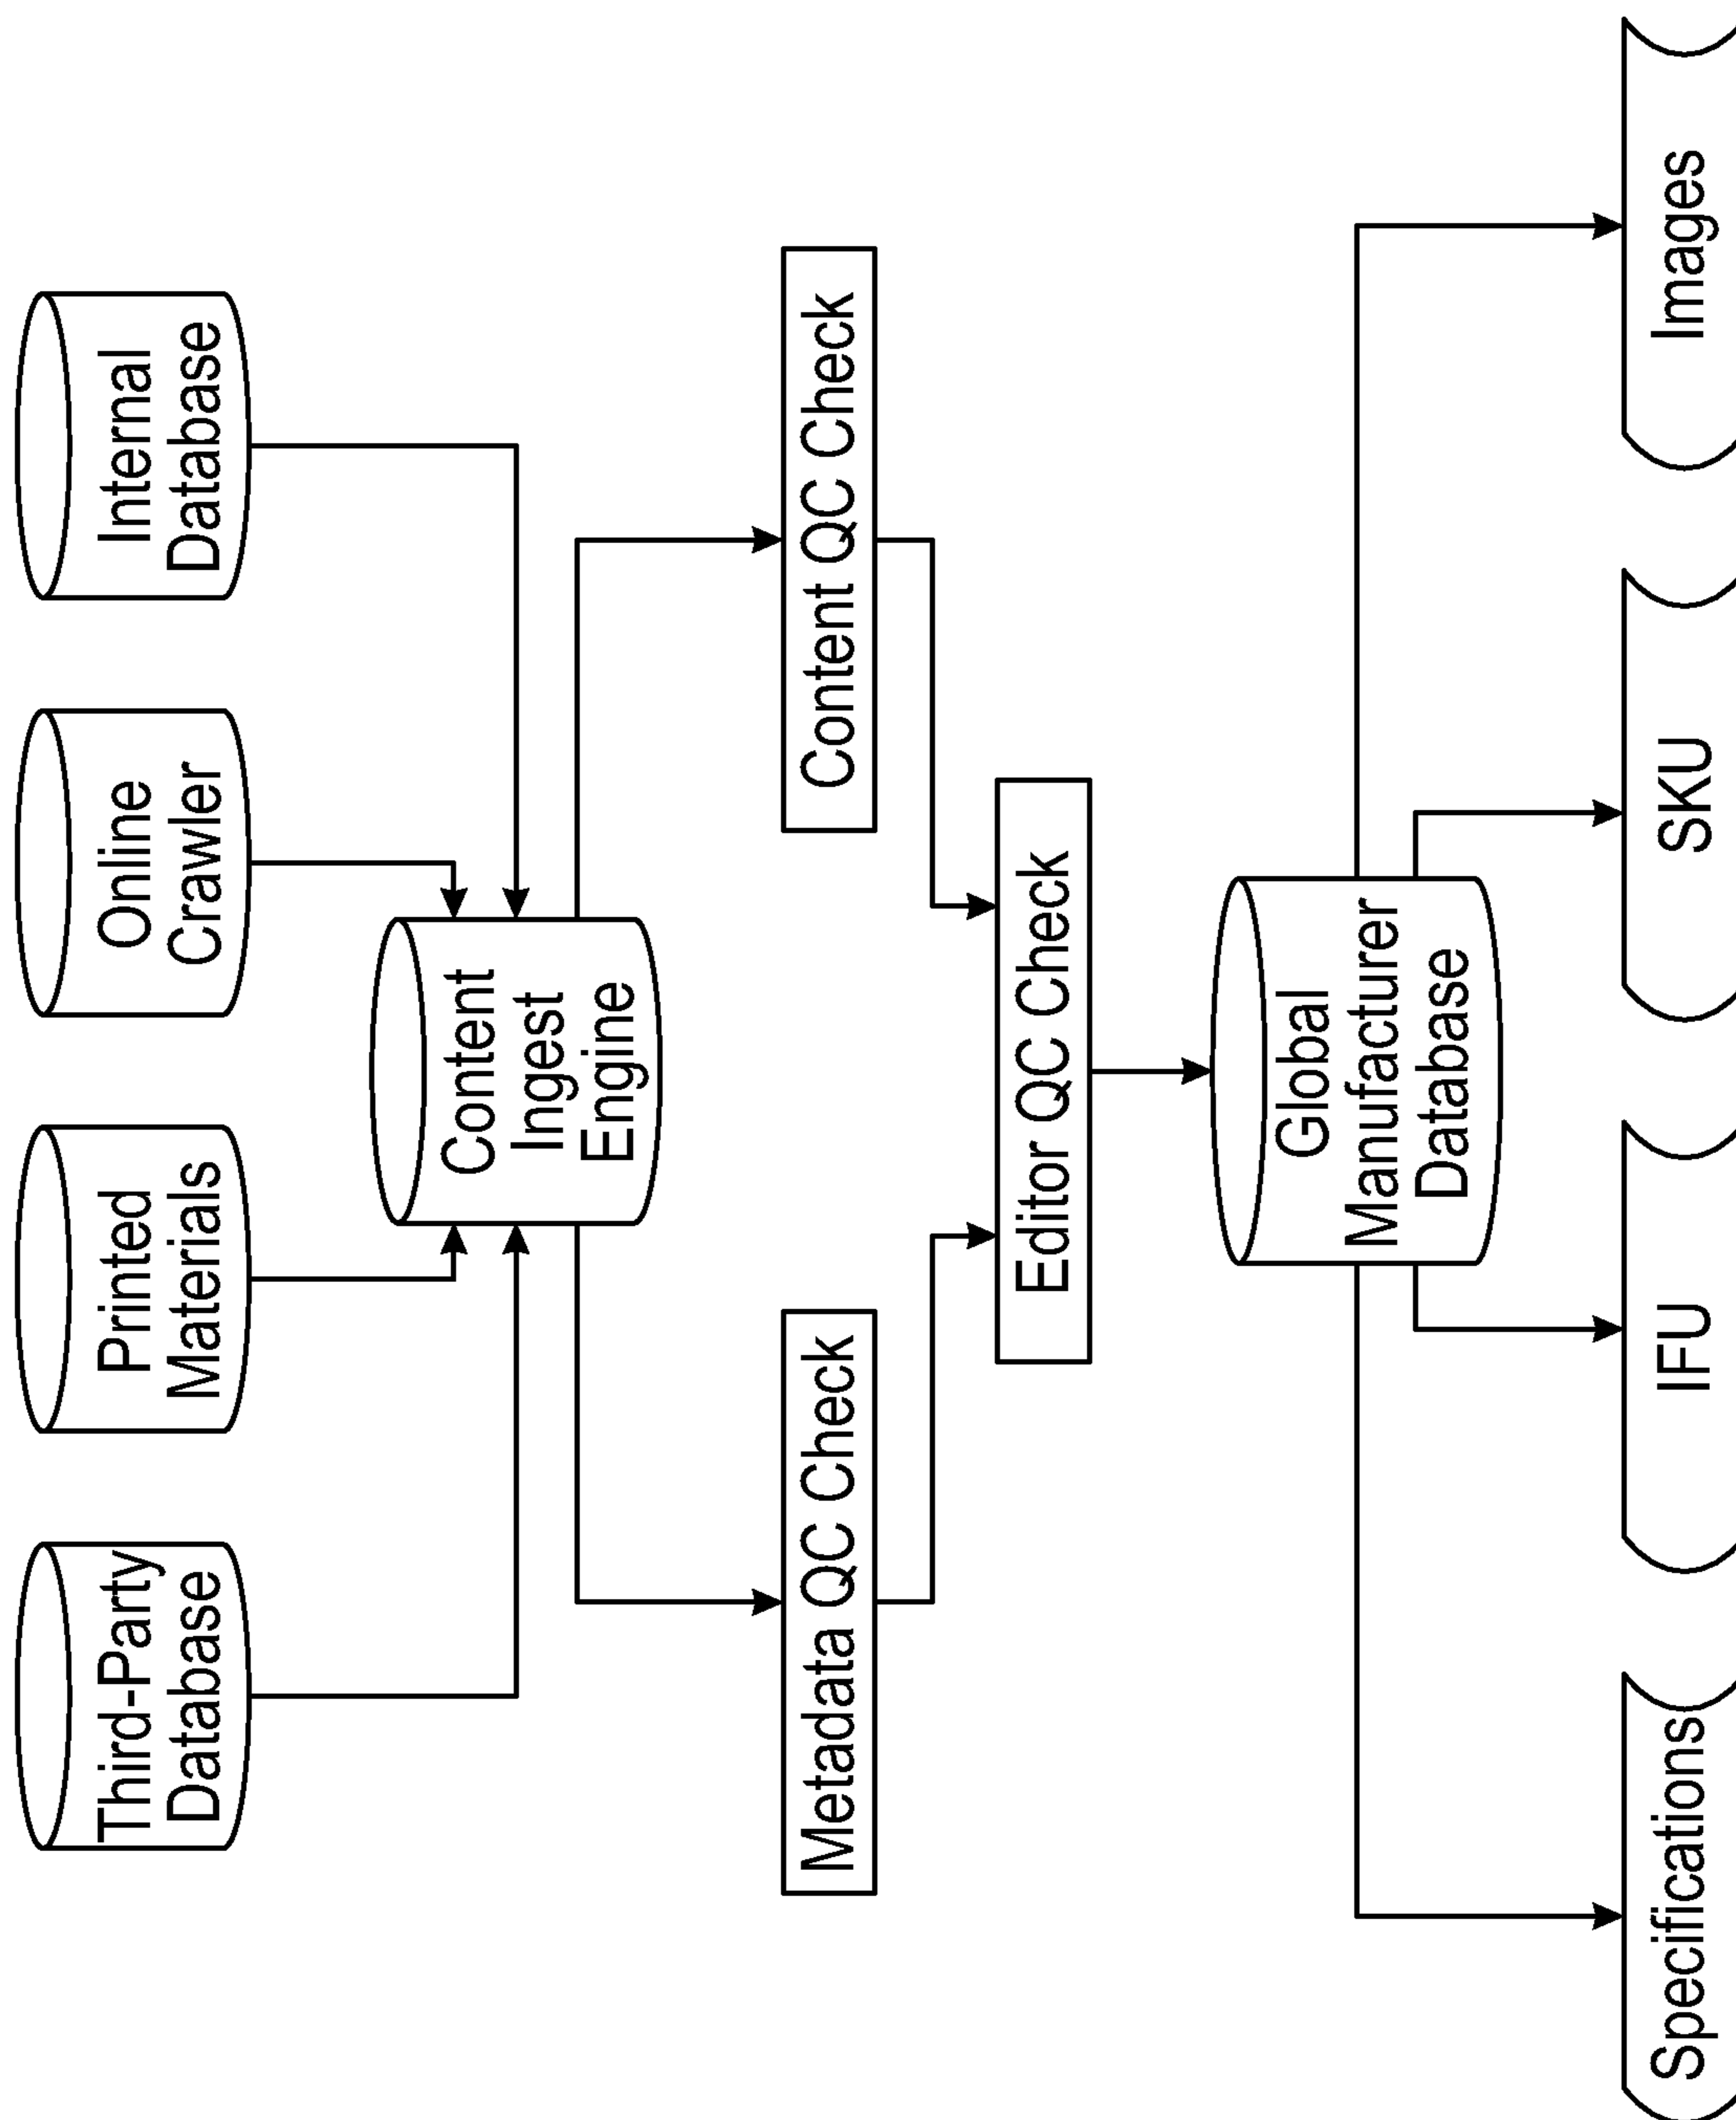 Third-Party
Database
Printed
Materials
Online
Crawler
Internal
Database
Content
Ingest
Engine
Metadata QC Check
Content QC Check
Editor QC Check
Global
Manufacturer
Database
Specifications
IFU
SKU
Images